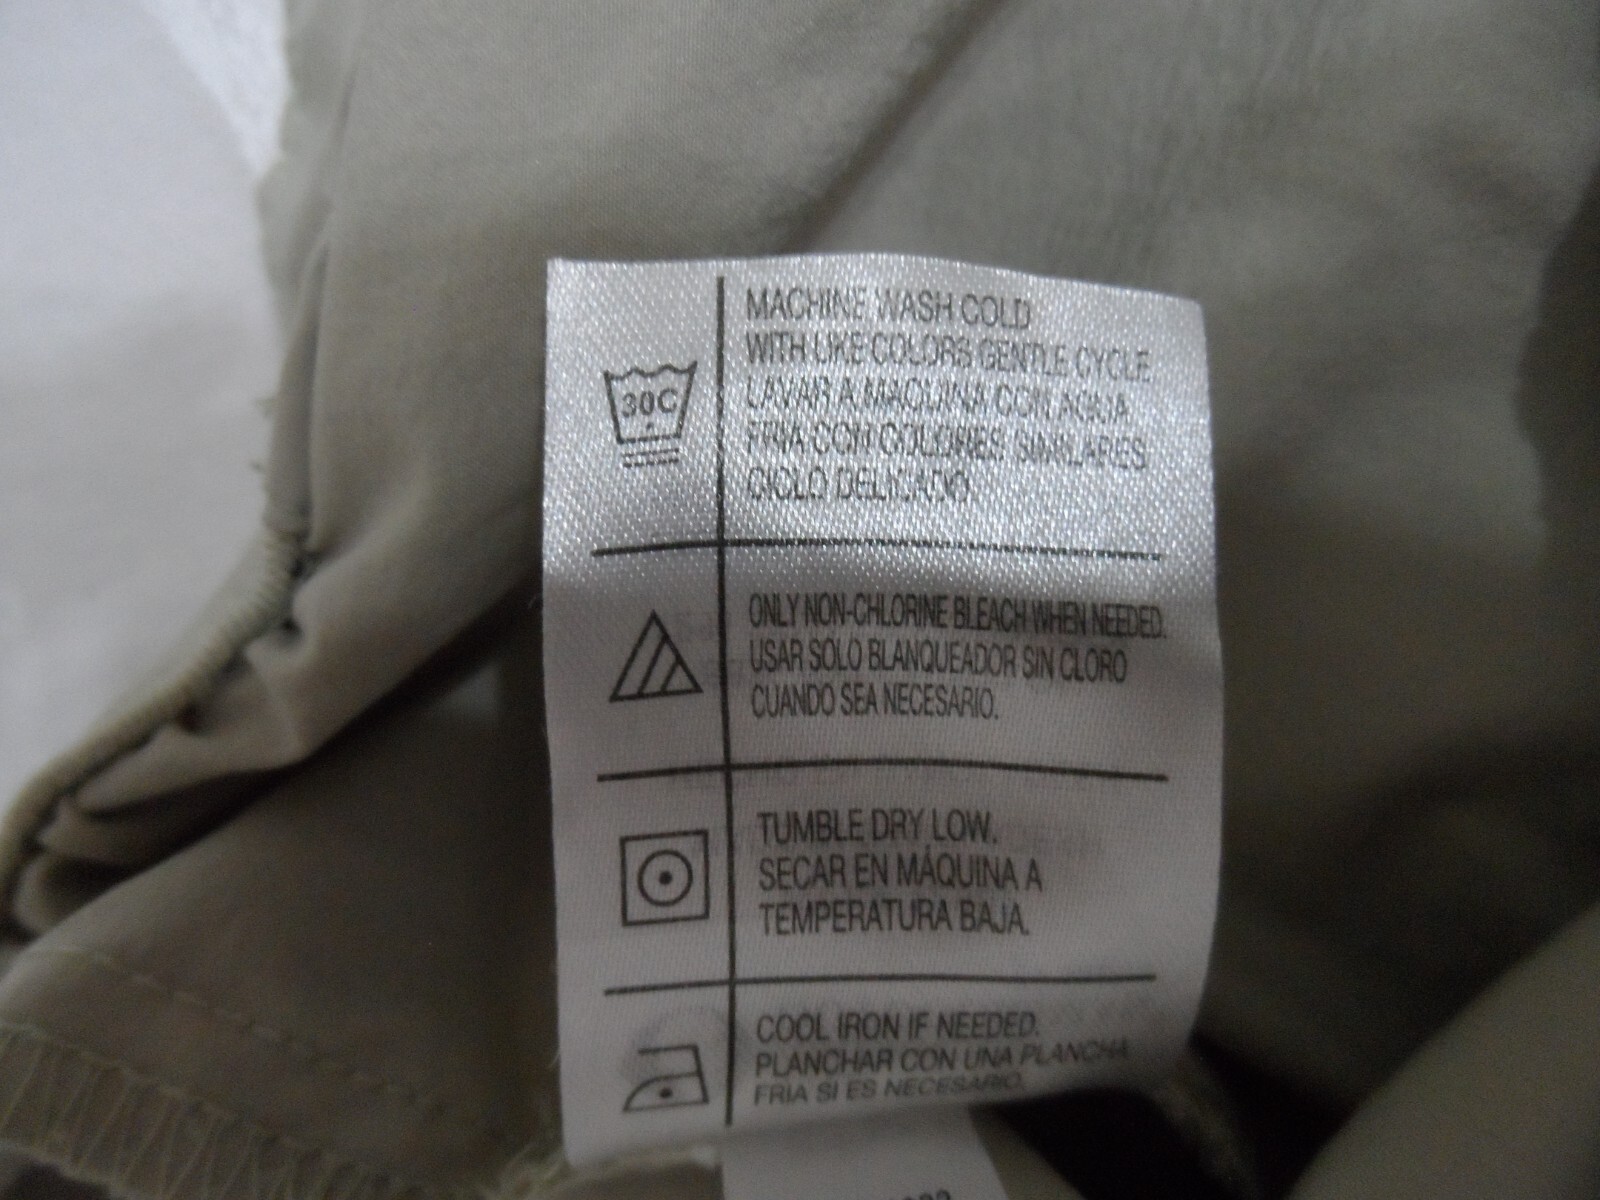 MACHINE WASH COLD
WITH LIKE COLORS GENTLE CYCLE
LAVAR A MAQUINA CON AGUA
FRIA CON COLORES SIMILARES
CICLO DELICADO
30C
ONLY NON-CHLORINE BLEACH WHEN NEEDED.
USAR SOLO BLANQUEADOR SIN CLORO
CUANDO SEA NECESARIO.
TUMBLE DRY LOW.
SECAR EN MÁQUINA A
TEMPERATURA BAJA.
COOL IRON IF NEEDED.
PLANCHAR CON UNA PLANCHA
FRIA SI ES NECESARIO.